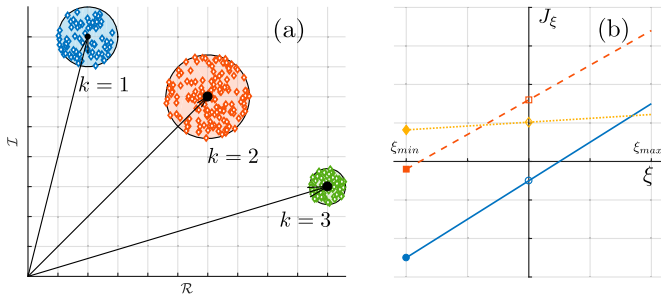 (a)
k = 1
k = 2
k = 3
ℐ
ℛ
J_ξ
(b)
ξ_min
ξ_max
ξ